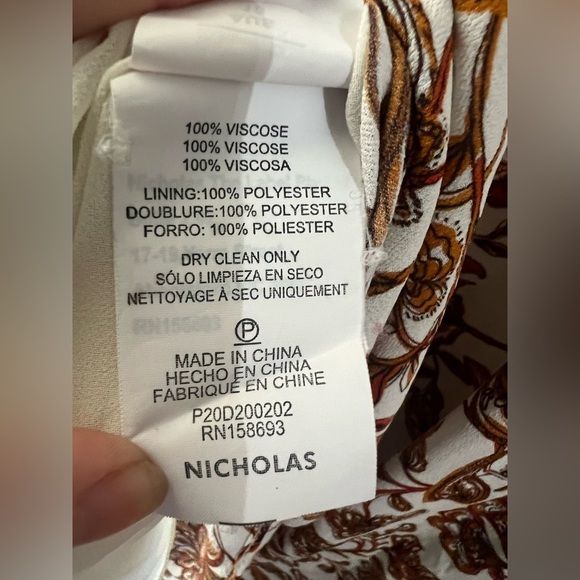 100% VISCOSE
100% VISCOSE
100% VISCOSA
LINING:100% POLYESTER
DOUBLURE:100% POLYESTER
FORRO: 100% POLIESTER
DRY CLEAN ONLY
SÓLO LIMPIEZA EN SECO
NETTOYAGE À SEC UNIQUEMENT
P
MADE IN CHINA
HECHO EN CHINA
FABRIQUÉ EN CHINE
P20D200202
RN158693
NICHOLAS